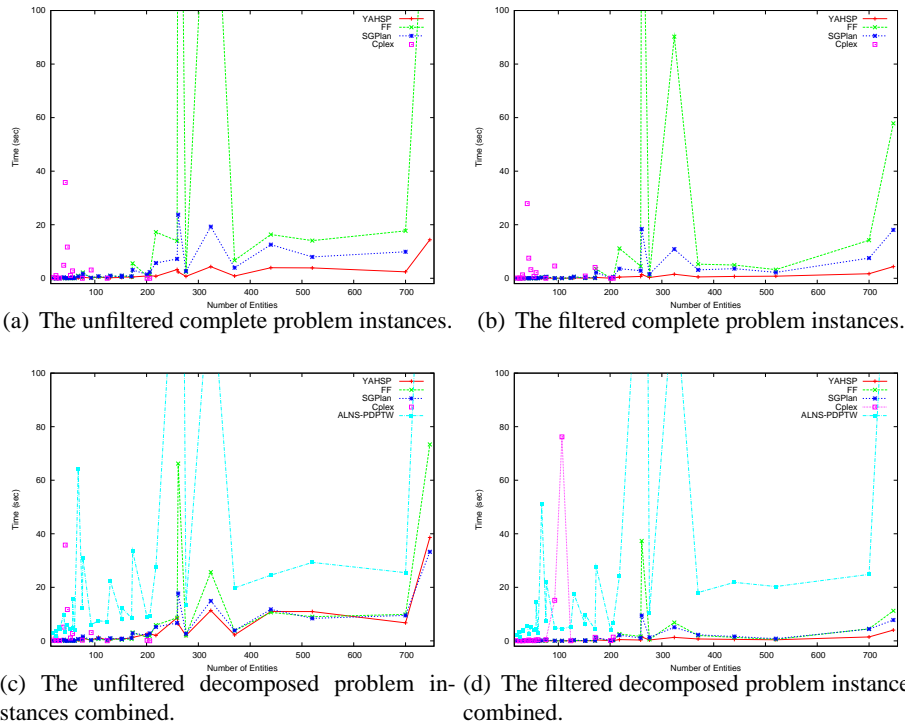 100
80
60
40
20
0
Time (sec)
100 200 300 400 500 600 700
Number of Entities
YAHSP
FF
SGPlan
Cplex
(a) The unfiltered complete problem instances.
100
80
60
40
20
0
Time (sec)
100 200 300 400 500 600 700
Number of Entities
YAHSP
FF
SGPlan
Cplex
(b) The filtered complete problem instances.
100
80
60
40
20
0
Time (sec)
100 200 300 400 500 600 700
Number of Entities
YAHSP
FF
SGPlan
Cplex
ALNS-PDPTW
(c) The unfiltered decomposed problem in-
stances combined.
100
80
60
40
20
0
Time (sec)
100 200 300 400 500 600 700
Number of Entities
YAHSP
FF
SGPlan
Cplex
ALNS-PDPTW
(d) The filtered decomposed problem instance
combined.